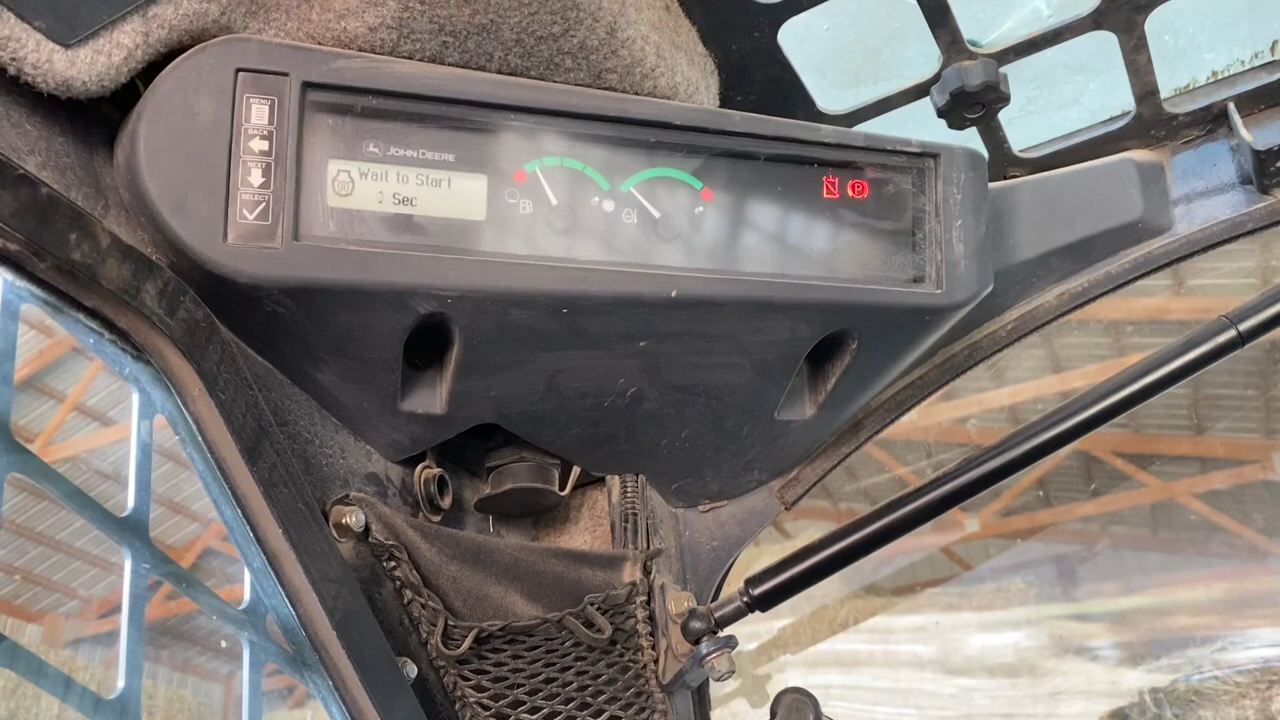 MENU
BACK
NEXT
SELECT
JOHN DEERE
Wait to Start
Sec
P